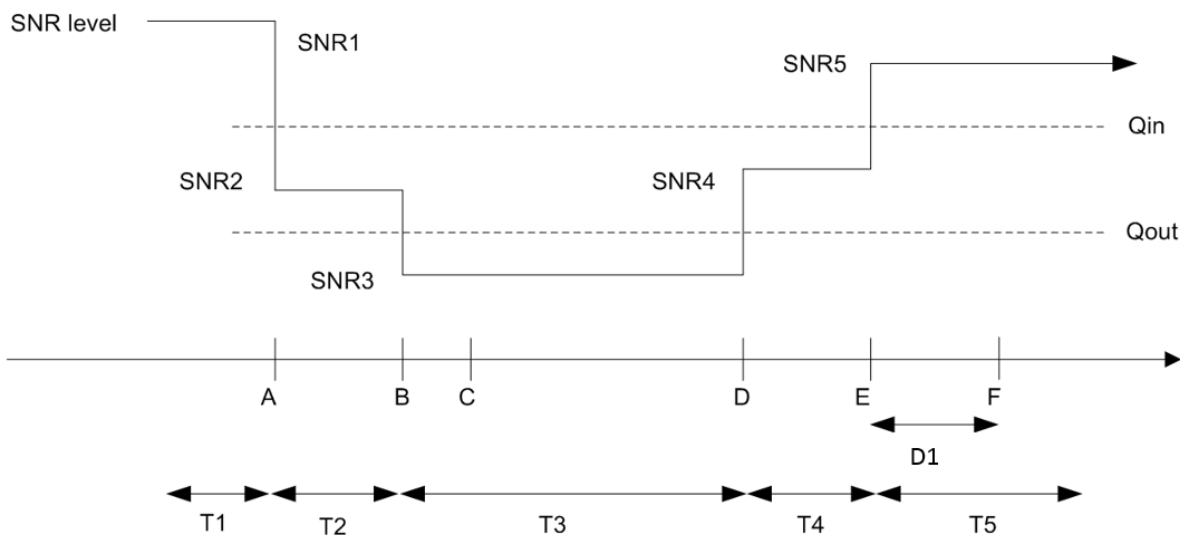 SNR level
SNR1
SNR5
Qin
SNR2
SNR4
Qout
SNR3
A B C D E F
D1
T1 T2 T3 T4 T5